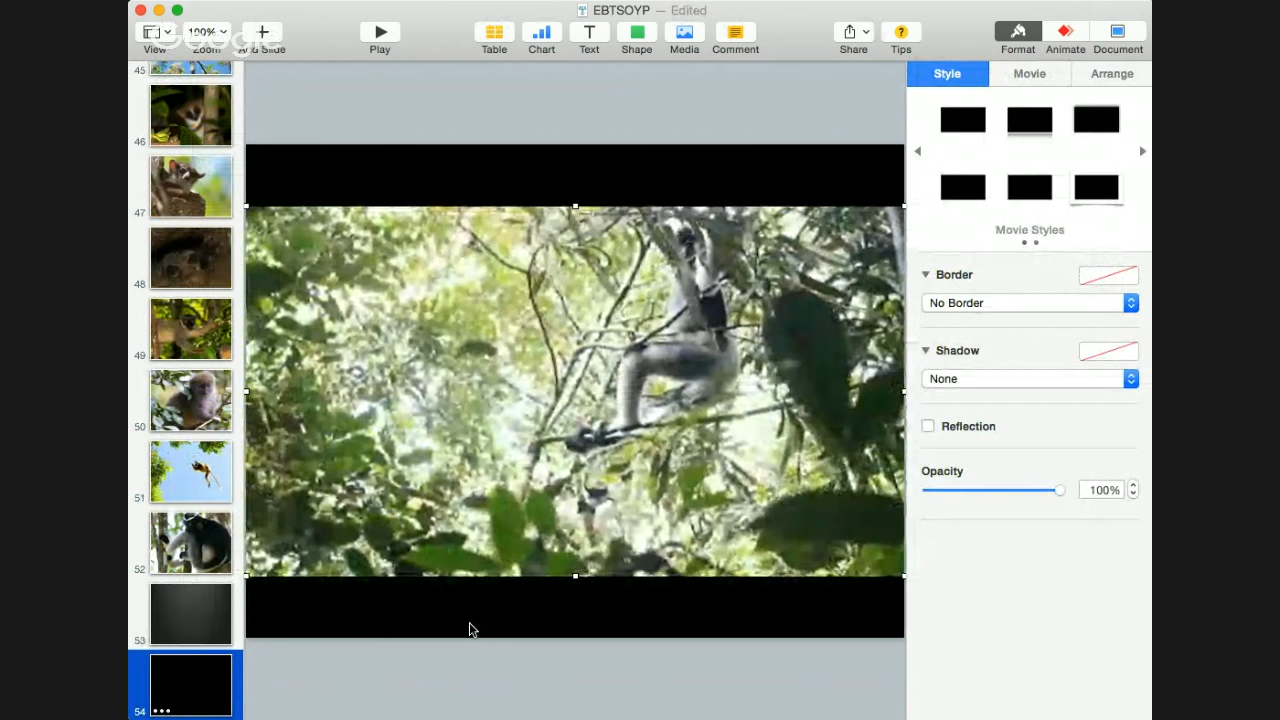 EBTSOYP — Edited
100%
View
Zoom
Add Slide
Google
Play
Table
Chart
Text
Shape
Media
Comment
Share
Tips
Format
Animate
Document
Style
Movie
Arrange
Movie Styles
Border
No Border
Shadow
None
Reflection
Opacity
100%
45
46
47
48
49
50
51
52
53
54